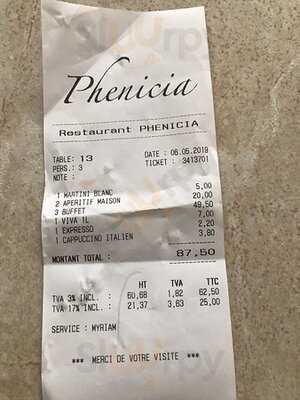 Phenicia
Restaurant PHENICIA
TABLE: 13 DATE : 06.05.2019
PERS.: 3 TICKET : 3413701
NOTE :
1 MARTINI BLANC 5,00
2 APERITIF MAISON 20,00
3 BUFFET 49,50
1 VIVA 1L 7,00
1 EXPRESSO 2,20
1 CAPPUCCINO ITALIEN 3,80
MONTANT TOTAL : 87,50
HT TVA TTC
TVA 3% INCL. : 60,68 1,82 62,50
TVA 17% INCL. : 21,37 3,63 25,00
SERVICE : MYRIAM
*** MERCI DE VOTRE VISITE ***